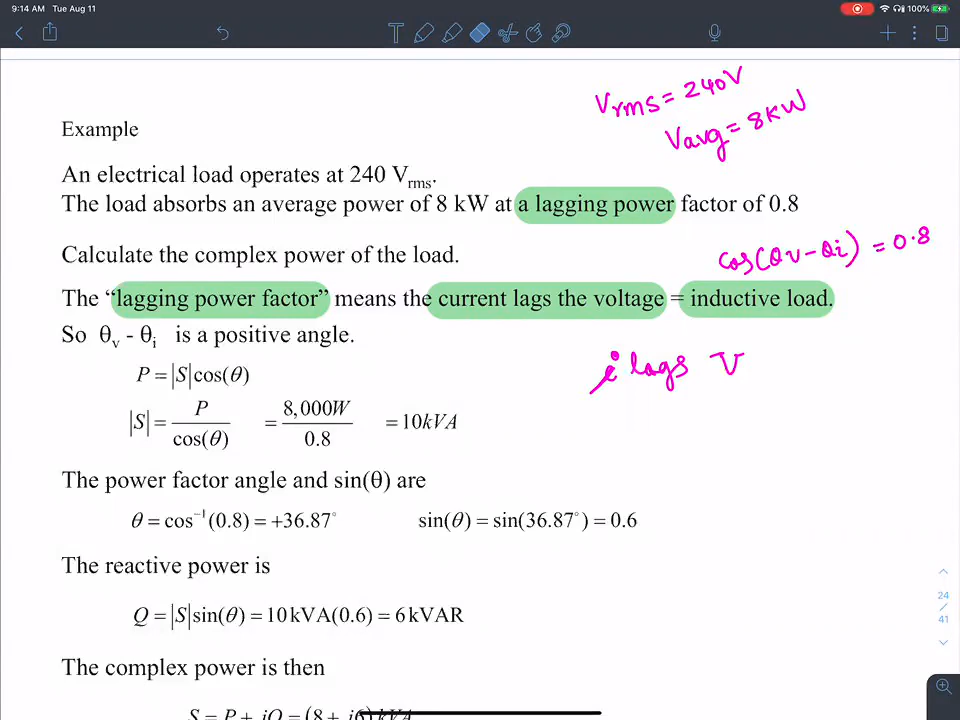 9:14 AM Tue Aug 11
100%
Vrms = 240V
Vavg = 8KW
Example
An electrical load operates at 240 Vrms.
The load absorbs an average power of 8 kW at a lagging power factor of 0.8
Calculate the complex power of the load.
cos(θv-θi) = 0.8
The “lagging power factor” means the current lags the voltage = inductive load.
So θv - θi is a positive angle.
i lags V
P = |S|cos(θ)
|S| = P/cos(θ) = 8,000W/0.8 = 10kVA
The power factor angle and sin(θ) are
θ = cos⁻¹(0.8) = +36.87° sin(θ) = sin(36.87°) = 0.6
The reactive power is
24
/
41
Q = |S|sin(θ) = 10 kVA(0.6) = 6 kVAR
The complex power is then
S = P + jQ = (8 + j6) kVA